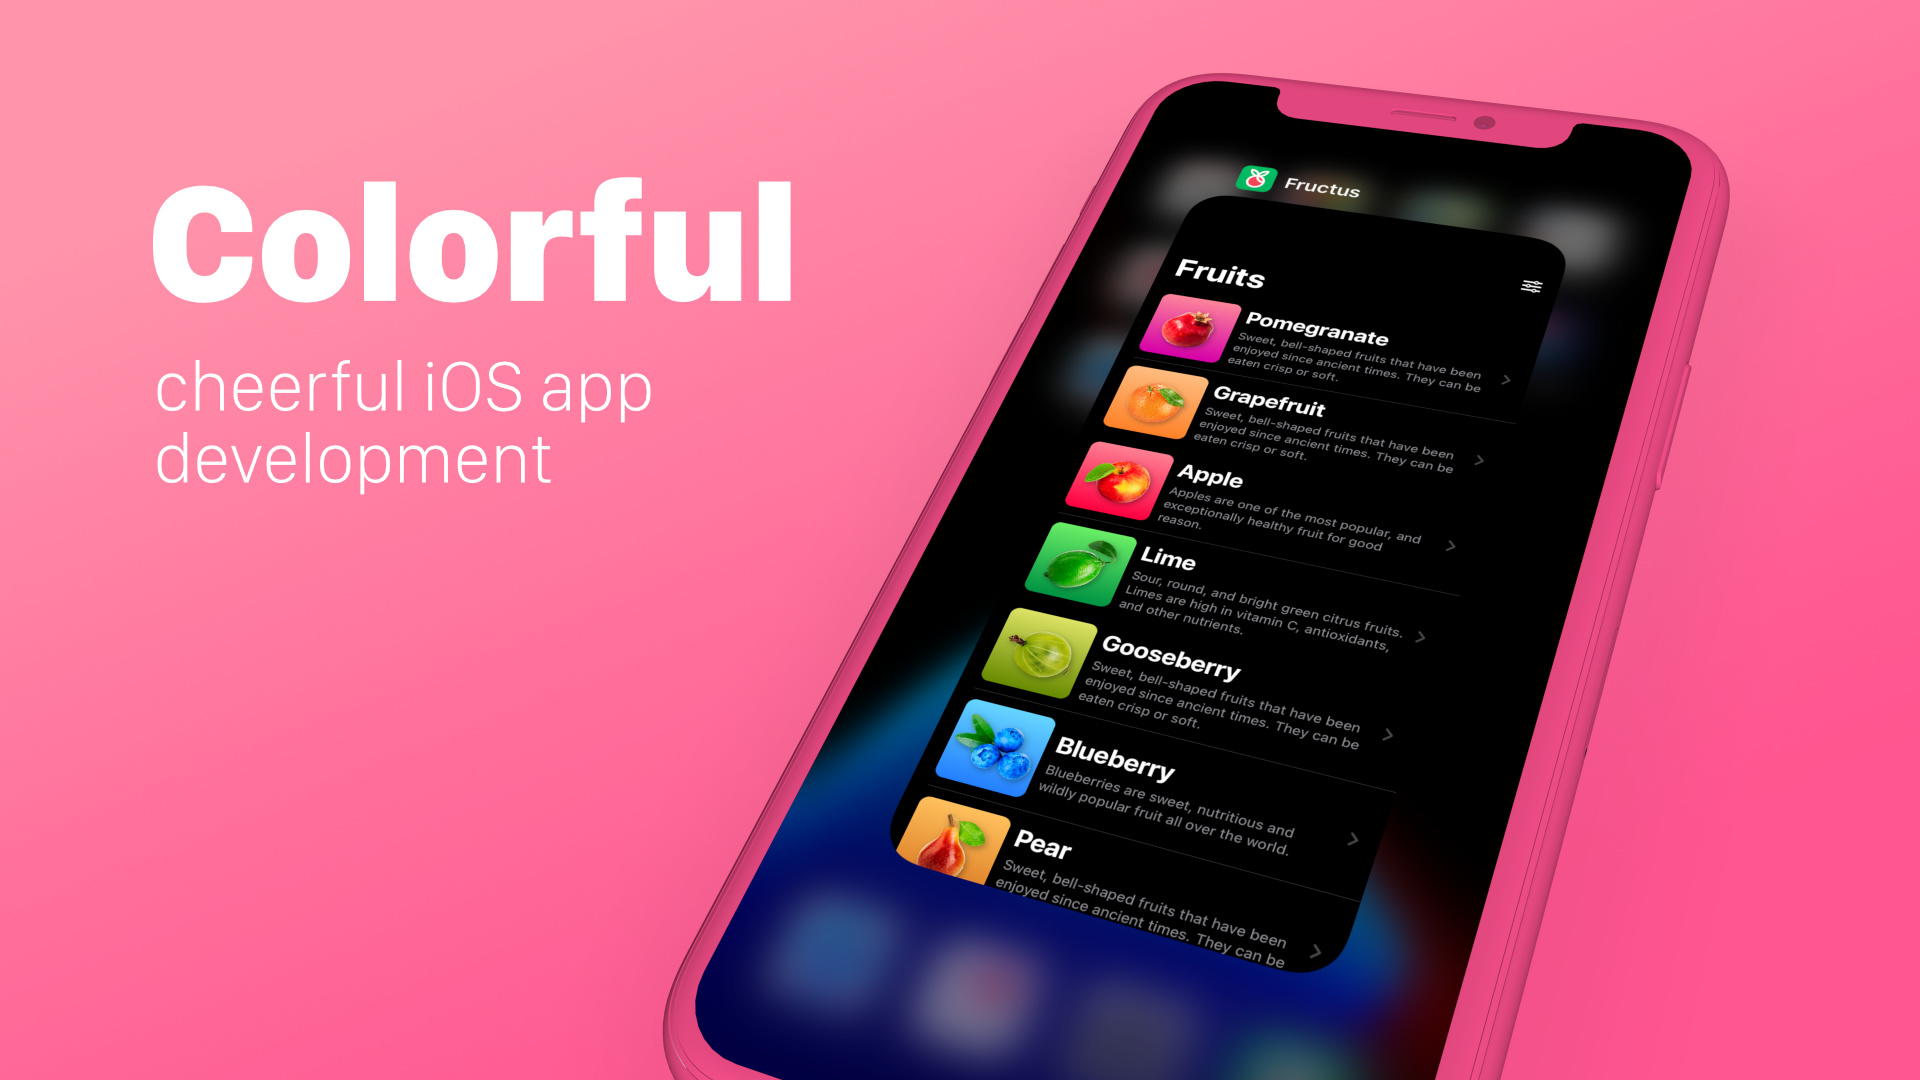 Colorful
cheerful iOS app
development
Fructus
Fruits
Pomegranate
Sweet, bell-shaped fruits that have been
enjoyed since ancient times. They can be
eaten crisp or soft.
Grapefruit
Sweet, bell-shaped fruits that have been
enjoyed since ancient times. They can be
eaten crisp or soft.
Apple
Apples are one of the most popular, and
exceptionally healthy fruit for good
reason.
Lime
Sour, round, and bright green citrus fruits.
Limes are high in vitamin C, antioxidants,
and other nutrients.
Gooseberry
Sweet, bell-shaped fruits that have been
enjoyed since ancient times. They can be
eaten crisp or soft.
Blueberry
Blueberries are sweet, nutritious and
wildly popular fruit all over the world.
Pear
Sweet, bell-shaped fruits that have been
enjoyed since ancient times. They can be